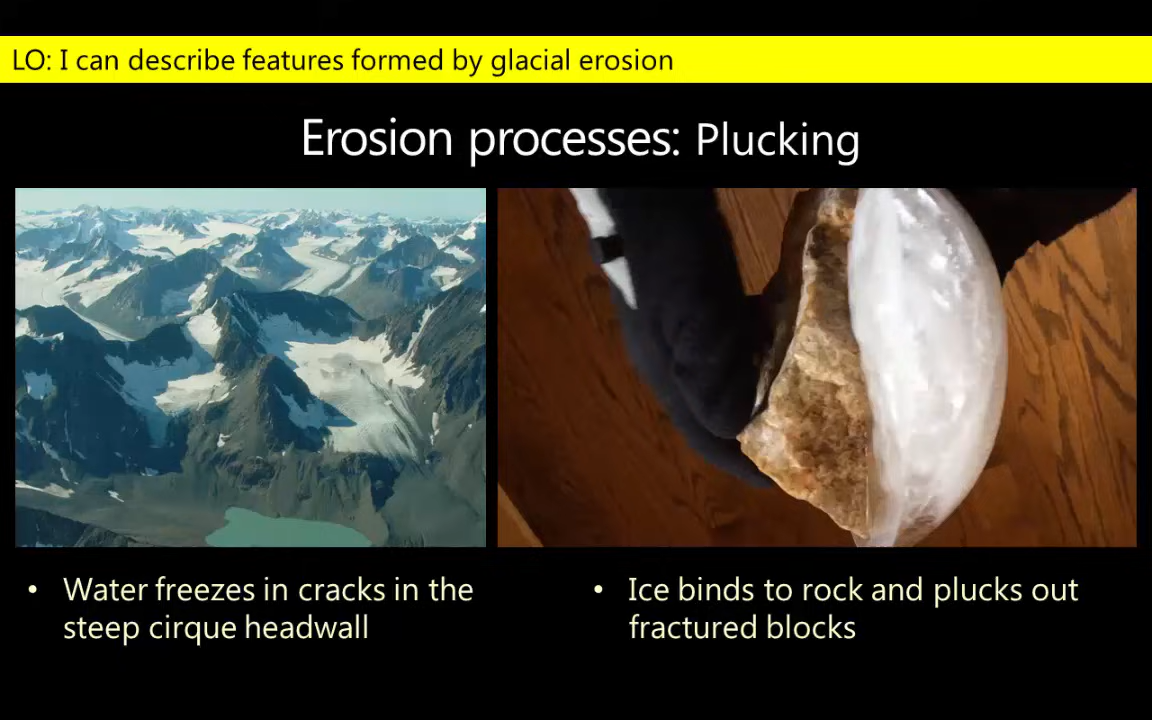 LO: I can describe features formed by glacial erosion
Erosion processes: Plucking
• Water freezes in cracks in the
steep cirque headwall
• Ice binds to rock and plucks out
fractured blocks